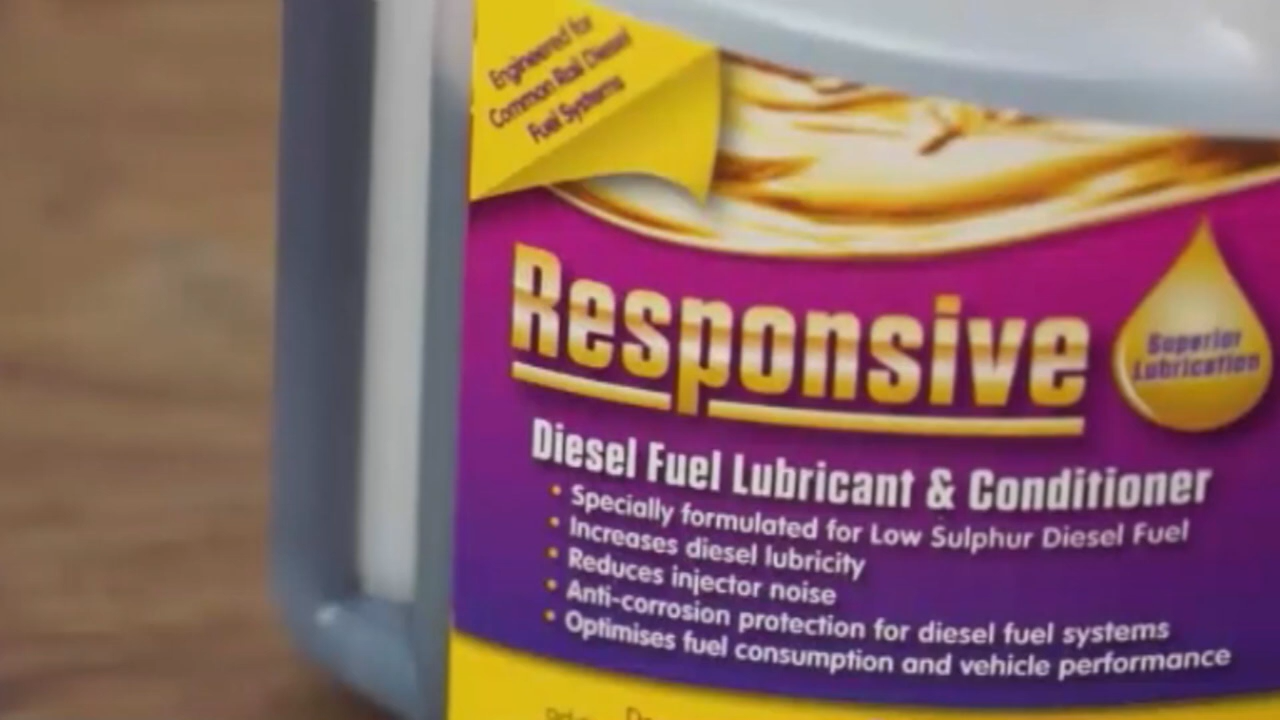 Engineered for
Common Rail Diesel
Fuel Systems
Responsive
Superior
Lubrication
Diesel Fuel Lubricant & Conditioner
• Specially formulated for Low Sulphur Diesel Fuel
• Increases diesel lubricity
• Reduces injector noise
• Anti-corrosion protection for diesel fuel systems
• Optimises fuel consumption and vehicle performance